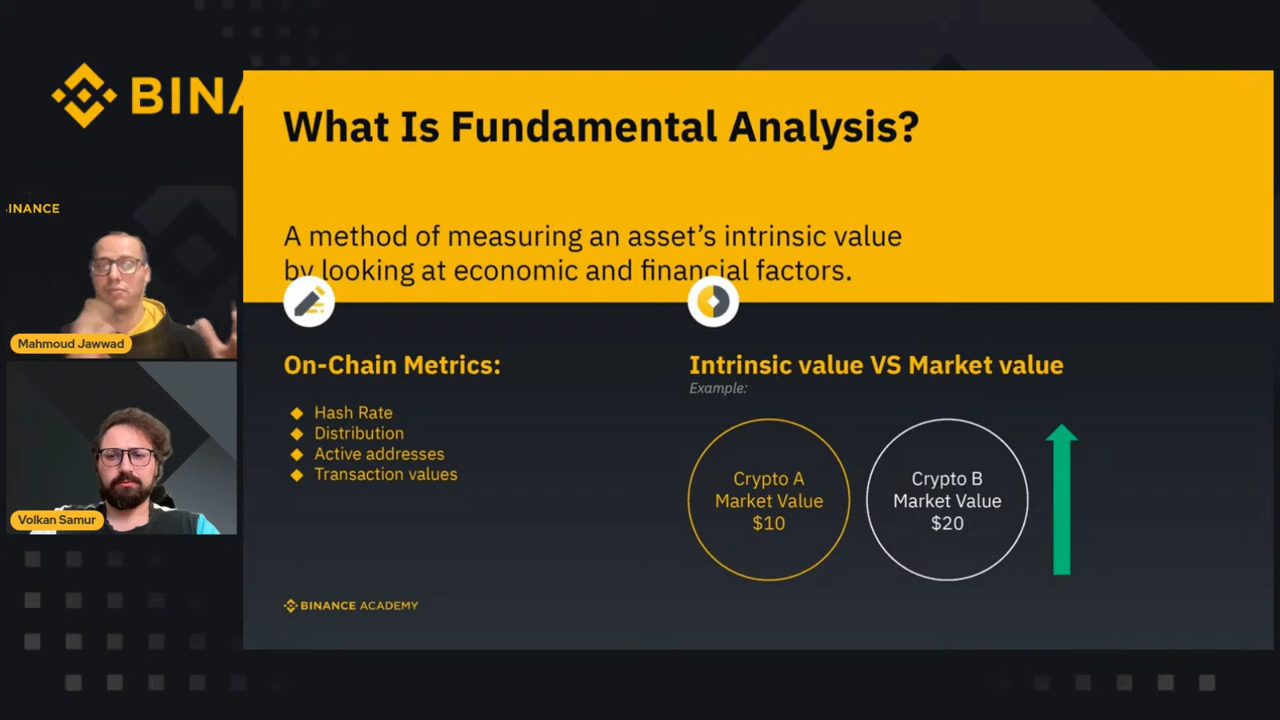 BINA
What Is Fundamental Analysis?
A method of measuring an asset’s intrinsic value
by looking at economic and financial factors.
INANCE
Mahmoud Jawwad
Volkan Samur
On-Chain Metrics:
Hash Rate
Distribution
Active addresses
Transaction values
Intrinsic value VS Market value
Example:
Crypto A
Market Value
$10
Crypto B
Market Value
$20
BINANCE ACADEMY